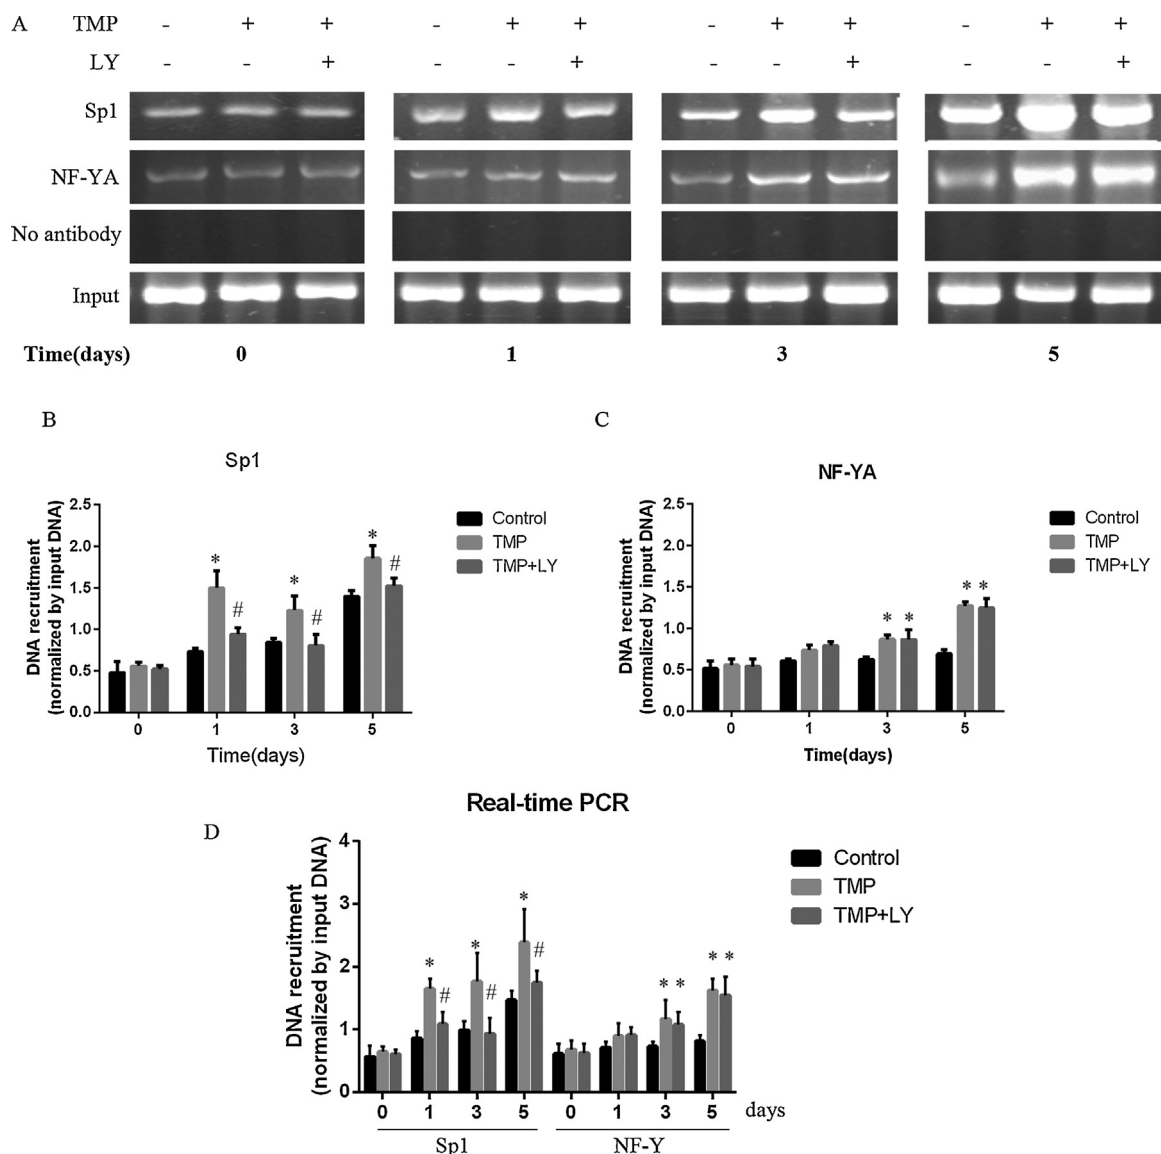 A TMP - + + - + + - + + - + +
LY - - + - - + - - + - - +
Sp1
NF-YA
No antibody
Input
Time(days) 0 1 3 5
B
Sp1
DNA recruitment
(normalized by input DNA)
2.5
2.0
1.5
1.0
0.5
0.0
* # * # * #
0 1 3 5
Time(days)
Control
TMP
TMP+LY
C
NF-YA
DNA recruitment
(normalized by input DNA)
2.5
2.0
1.5
1.0
0.5
0.0
* * * *
0 1 3 5
Time(days)
Control
TMP
TMP+LY
Real-time PCR
D
DNA recruitment
(normalized by input DNA)
4
3
2
1
0
* # * # * # * * * *
0 1 3 5 0 1 3 5 days
Sp1 NF-Y
Control
TMP
TMP+LY